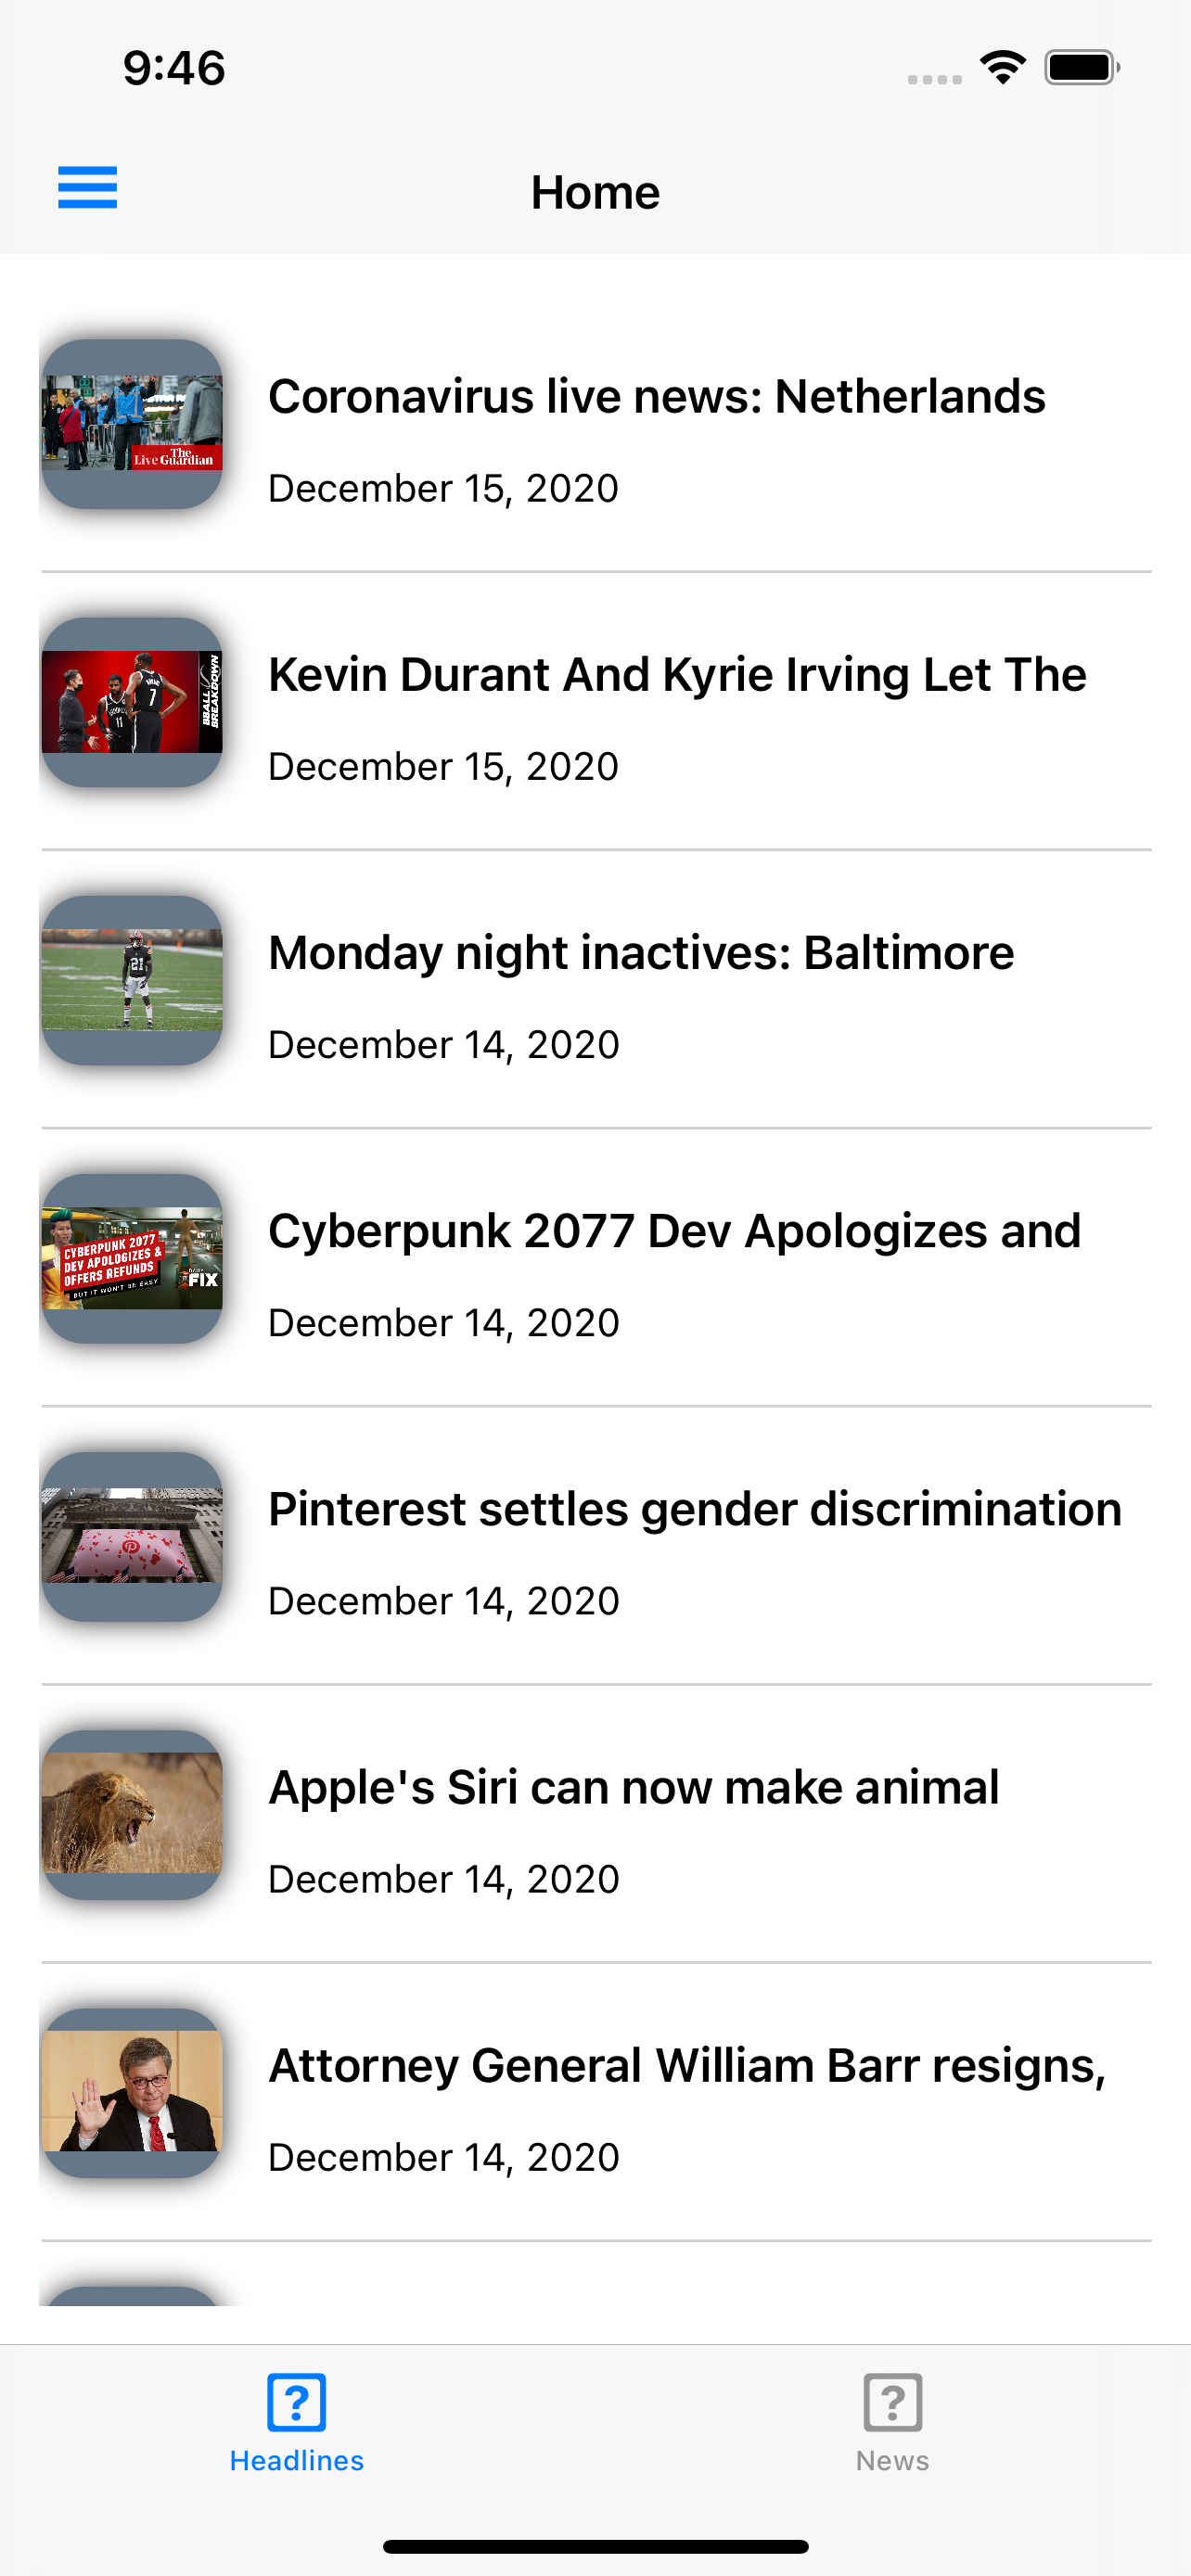 9:46
Home
The
Live Guardian
Coronavirus live news: Netherlands
December 15, 2020
7
11
BBALL
BREAKDOWN
Kevin Durant And Kyrie Irving Let The
December 15, 2020
21
Monday night inactives: Baltimore
December 14, 2020
CYBERPUNK 2077
DEV APOLOGIZES &
OFFERS REFUNDS
BUT IT WON'T BE EASY
FIX
Cyberpunk 2077 Dev Apologizes and
December 14, 2020
Pinterest settles gender discrimination
December 14, 2020
Apple's Siri can now make animal
December 14, 2020
Attorney General William Barr resigns,
December 14, 2020
? ?
Headlines News